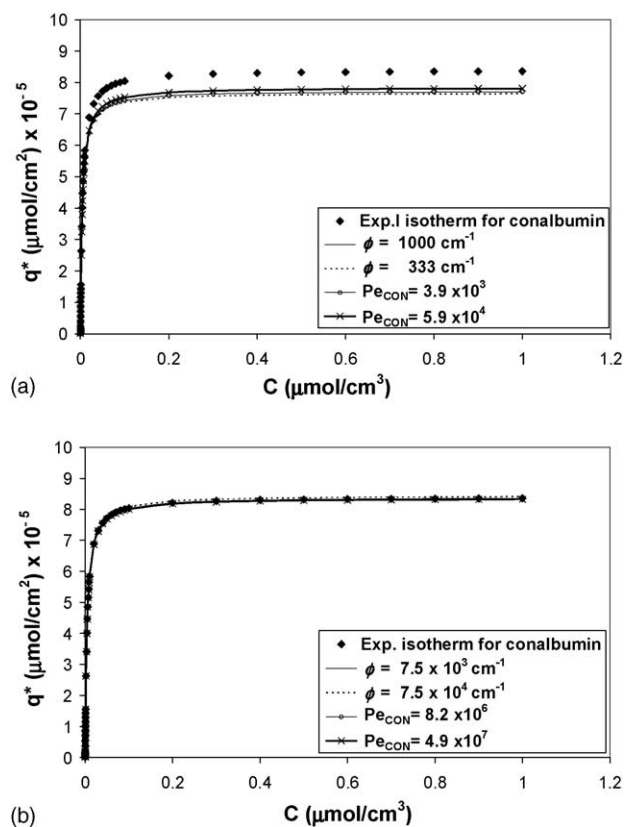 10
9
8
7
6
5
4
3
2
1
0
q* (μmol/cm²) x 10⁻⁵
Exp.l isotherm for conalbumin
ϕ = 1000 cm⁻¹
ϕ = 333 cm⁻¹
Pe_CON= 3.9 x10³
Pe_CON= 5.9 x10⁴
0 0.2 0.4 0.6 0.8 1 1.2
(a)
C (μmol/cm³)
10
9
8
7
6
5
4
3
2
1
0
q* (μmol/cm²) x 10⁻⁵
Exp. isotherm for conalbumin
ϕ = 7.5 x 10³ cm⁻¹
ϕ = 7.5 x 10⁴ cm⁻¹
Pe_CON= 8.2 x10⁶
Pe_CON= 4.9 x10⁷
0 0.2 0.4 0.6 0.8 1 1.2
(b)
C (μmol/cm³)